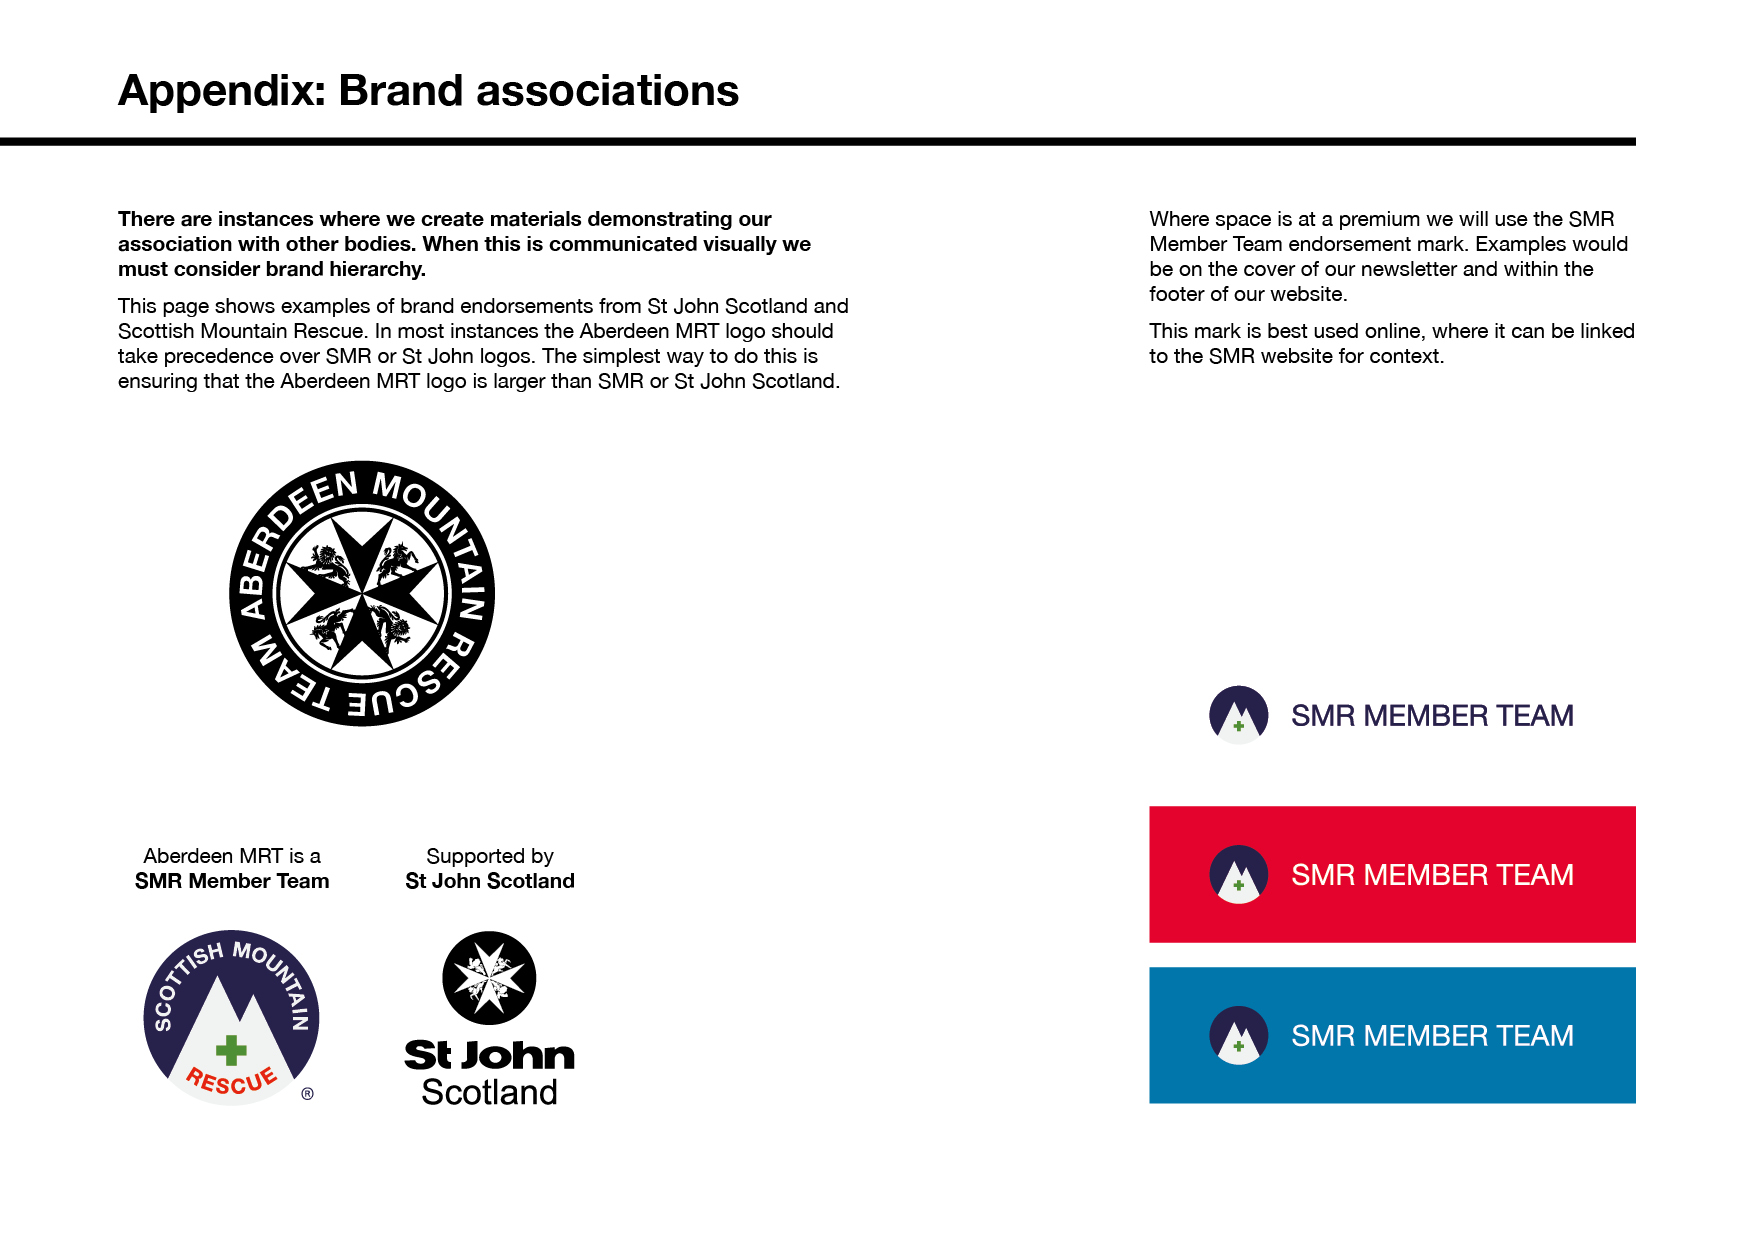 Appendix: Brand associations
There are instances where we create materials demonstrating our
association with other bodies. When this is communicated visually we
must consider brand hierarchy.
This page shows examples of brand endorsements from St John Scotland and
Scottish Mountain Rescue. In most instances the Aberdeen MRT logo should
take precedence over SMR or St John logos. The simplest way to do this is
ensuring that the Aberdeen MRT logo is larger than SMR or St John Scotland.
ABERDEEN MOUNTAIN RESCUE TEAM
Aberdeen MRT is a
SMR Member Team
SCOTTISH MOUNTAIN
RESCUE
®
Supported by
St John Scotland
St John
Scotland
Where space is at a premium we will use the SMR
Member Team endorsement mark. Examples would
be on the cover of our newsletter and within the
footer of our website.
This mark is best used online, where it can be linked
to the SMR website for context.
SMR MEMBER TEAM
SMR MEMBER TEAM
SMR MEMBER TEAM